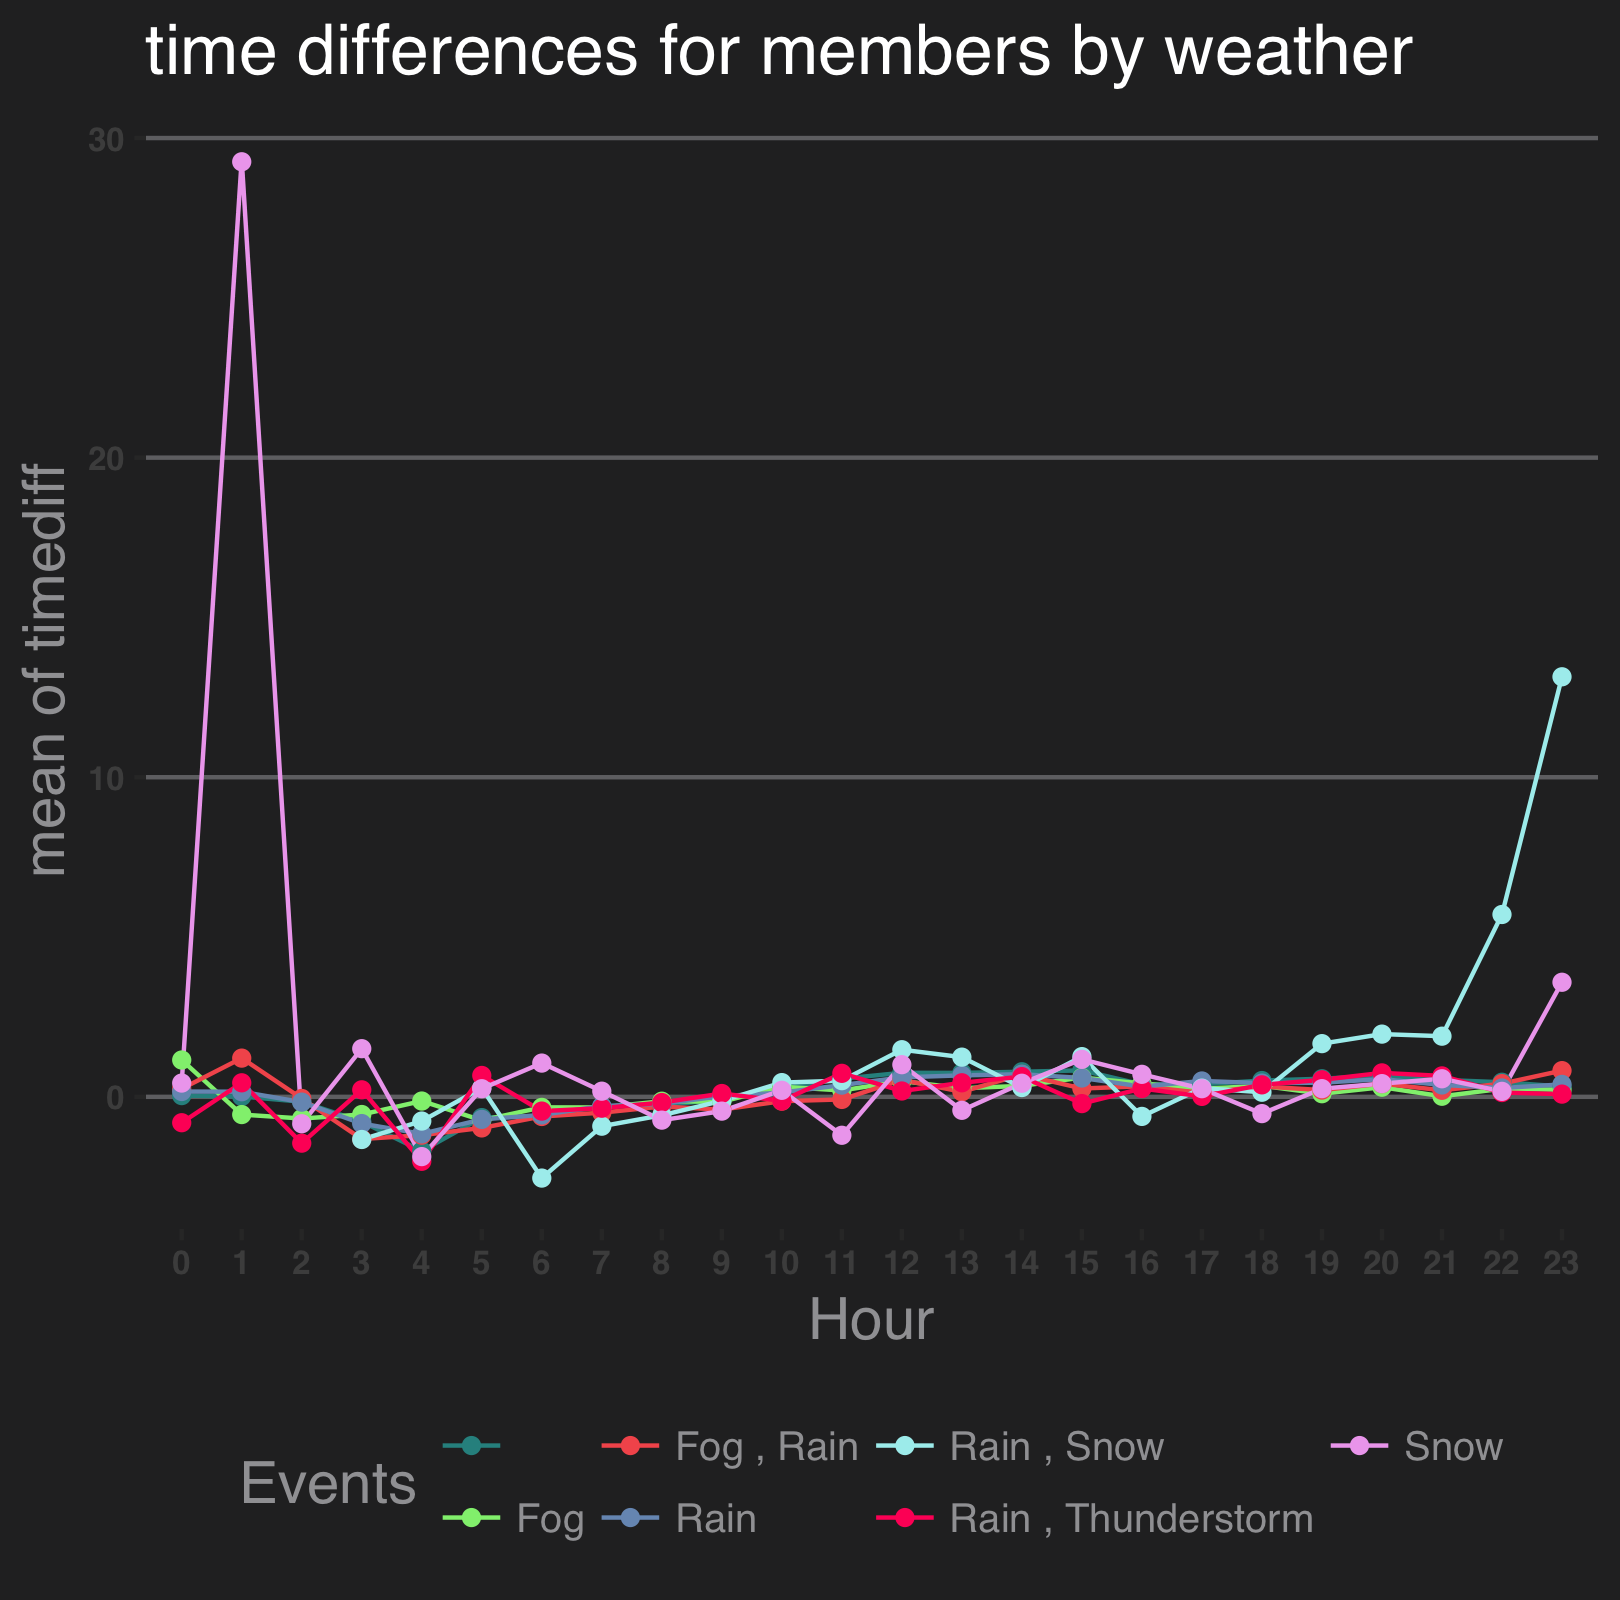 time differences for members by weather
30
20
10
0
mean of timediff
0 1 2 3 4 5 6 7 8 9 10 11 12 13 14 15 16 17 18 19 20 21 22 23
Hour
Events
Fog , Rain
Rain , Snow
Snow
Fog
Rain
Rain , Thunderstorm